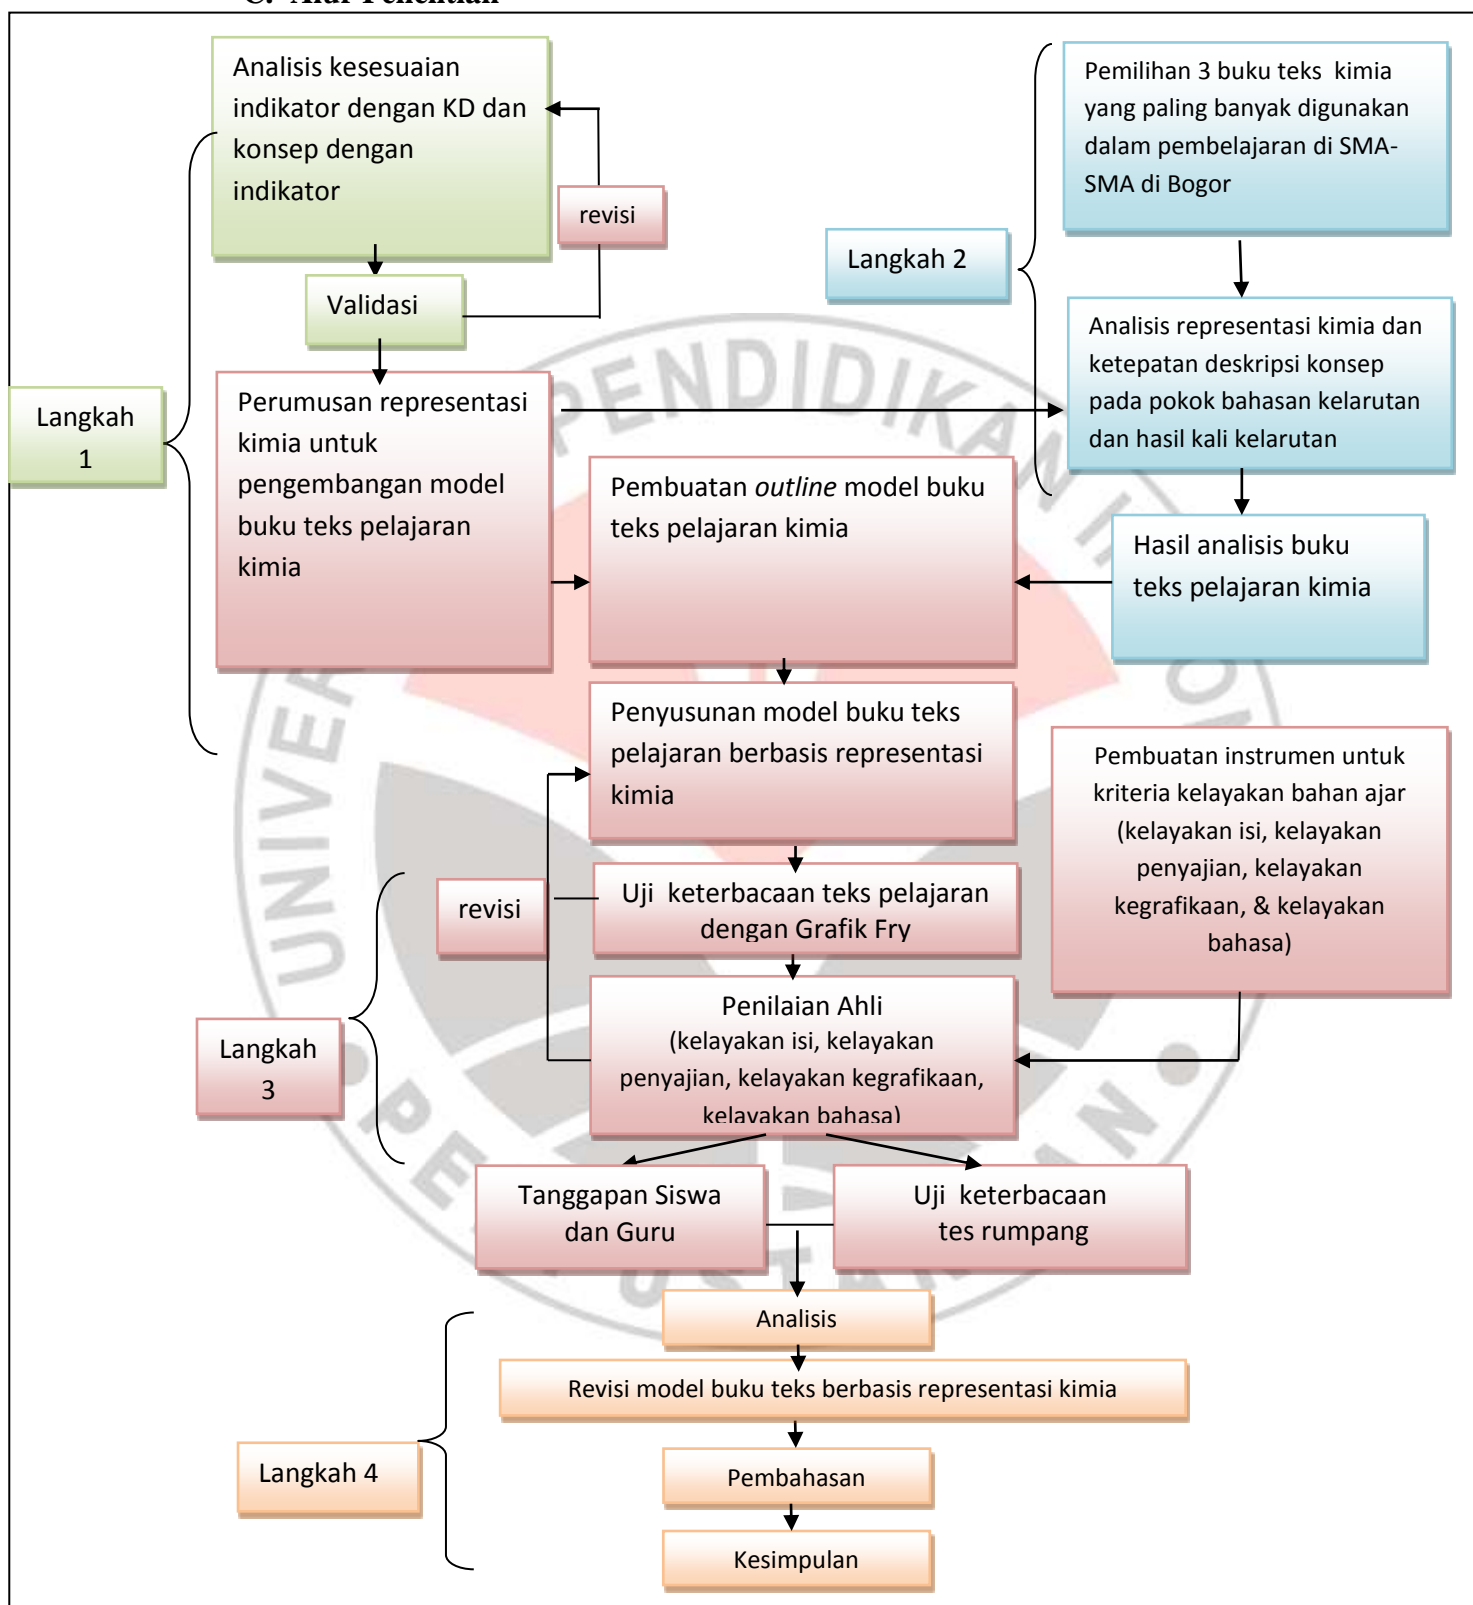 C. Alur Penelitian
Analisis kesesuaian
indikator dengan KD dan
konsep dengan
indikator
revisi
Validasi
Langkah
1
Perumusan representasi
kimia untuk
pengembangan model
buku teks pelajaran
kimia
Pemilihan 3 buku teks kimia
yang paling banyak digunakan
dalam pembelajaran di SMA-
SMA di Bogor
Langkah 2
Analisis representasi kimia dan
ketepatan deskripsi konsep
pada pokok bahasan kelarutan
dan hasil kali kelarutan
Hasil analisis buku
teks pelajaran kimia
Pembuatan outline model buku
teks pelajaran kimia
Penyusunan model buku teks
pelajaran berbasis representasi
kimia
Pembuatan instrumen untuk
kriteria kelayakan bahan ajar
(kelayakan isi, kelayakan
penyajian, kelayakan
kegrafikaan, & kelayakan
bahasa)
revisi
Uji keterbacaan teks pelajaran
dengan Grafik Fry
Langkah
3
Penilaian Ahli
(kelayakan isi, kelayakan
penyajian, kelayakan kegrafikaan,
kelayakan bahasa)
Tanggapan Siswa
dan Guru
Uji keterbacaan
tes rumpang
Langkah 4
Analisis
Revisi model buku teks berbasis representasi kimia
Pembahasan
Kesimpulan
PENDIDIKAN